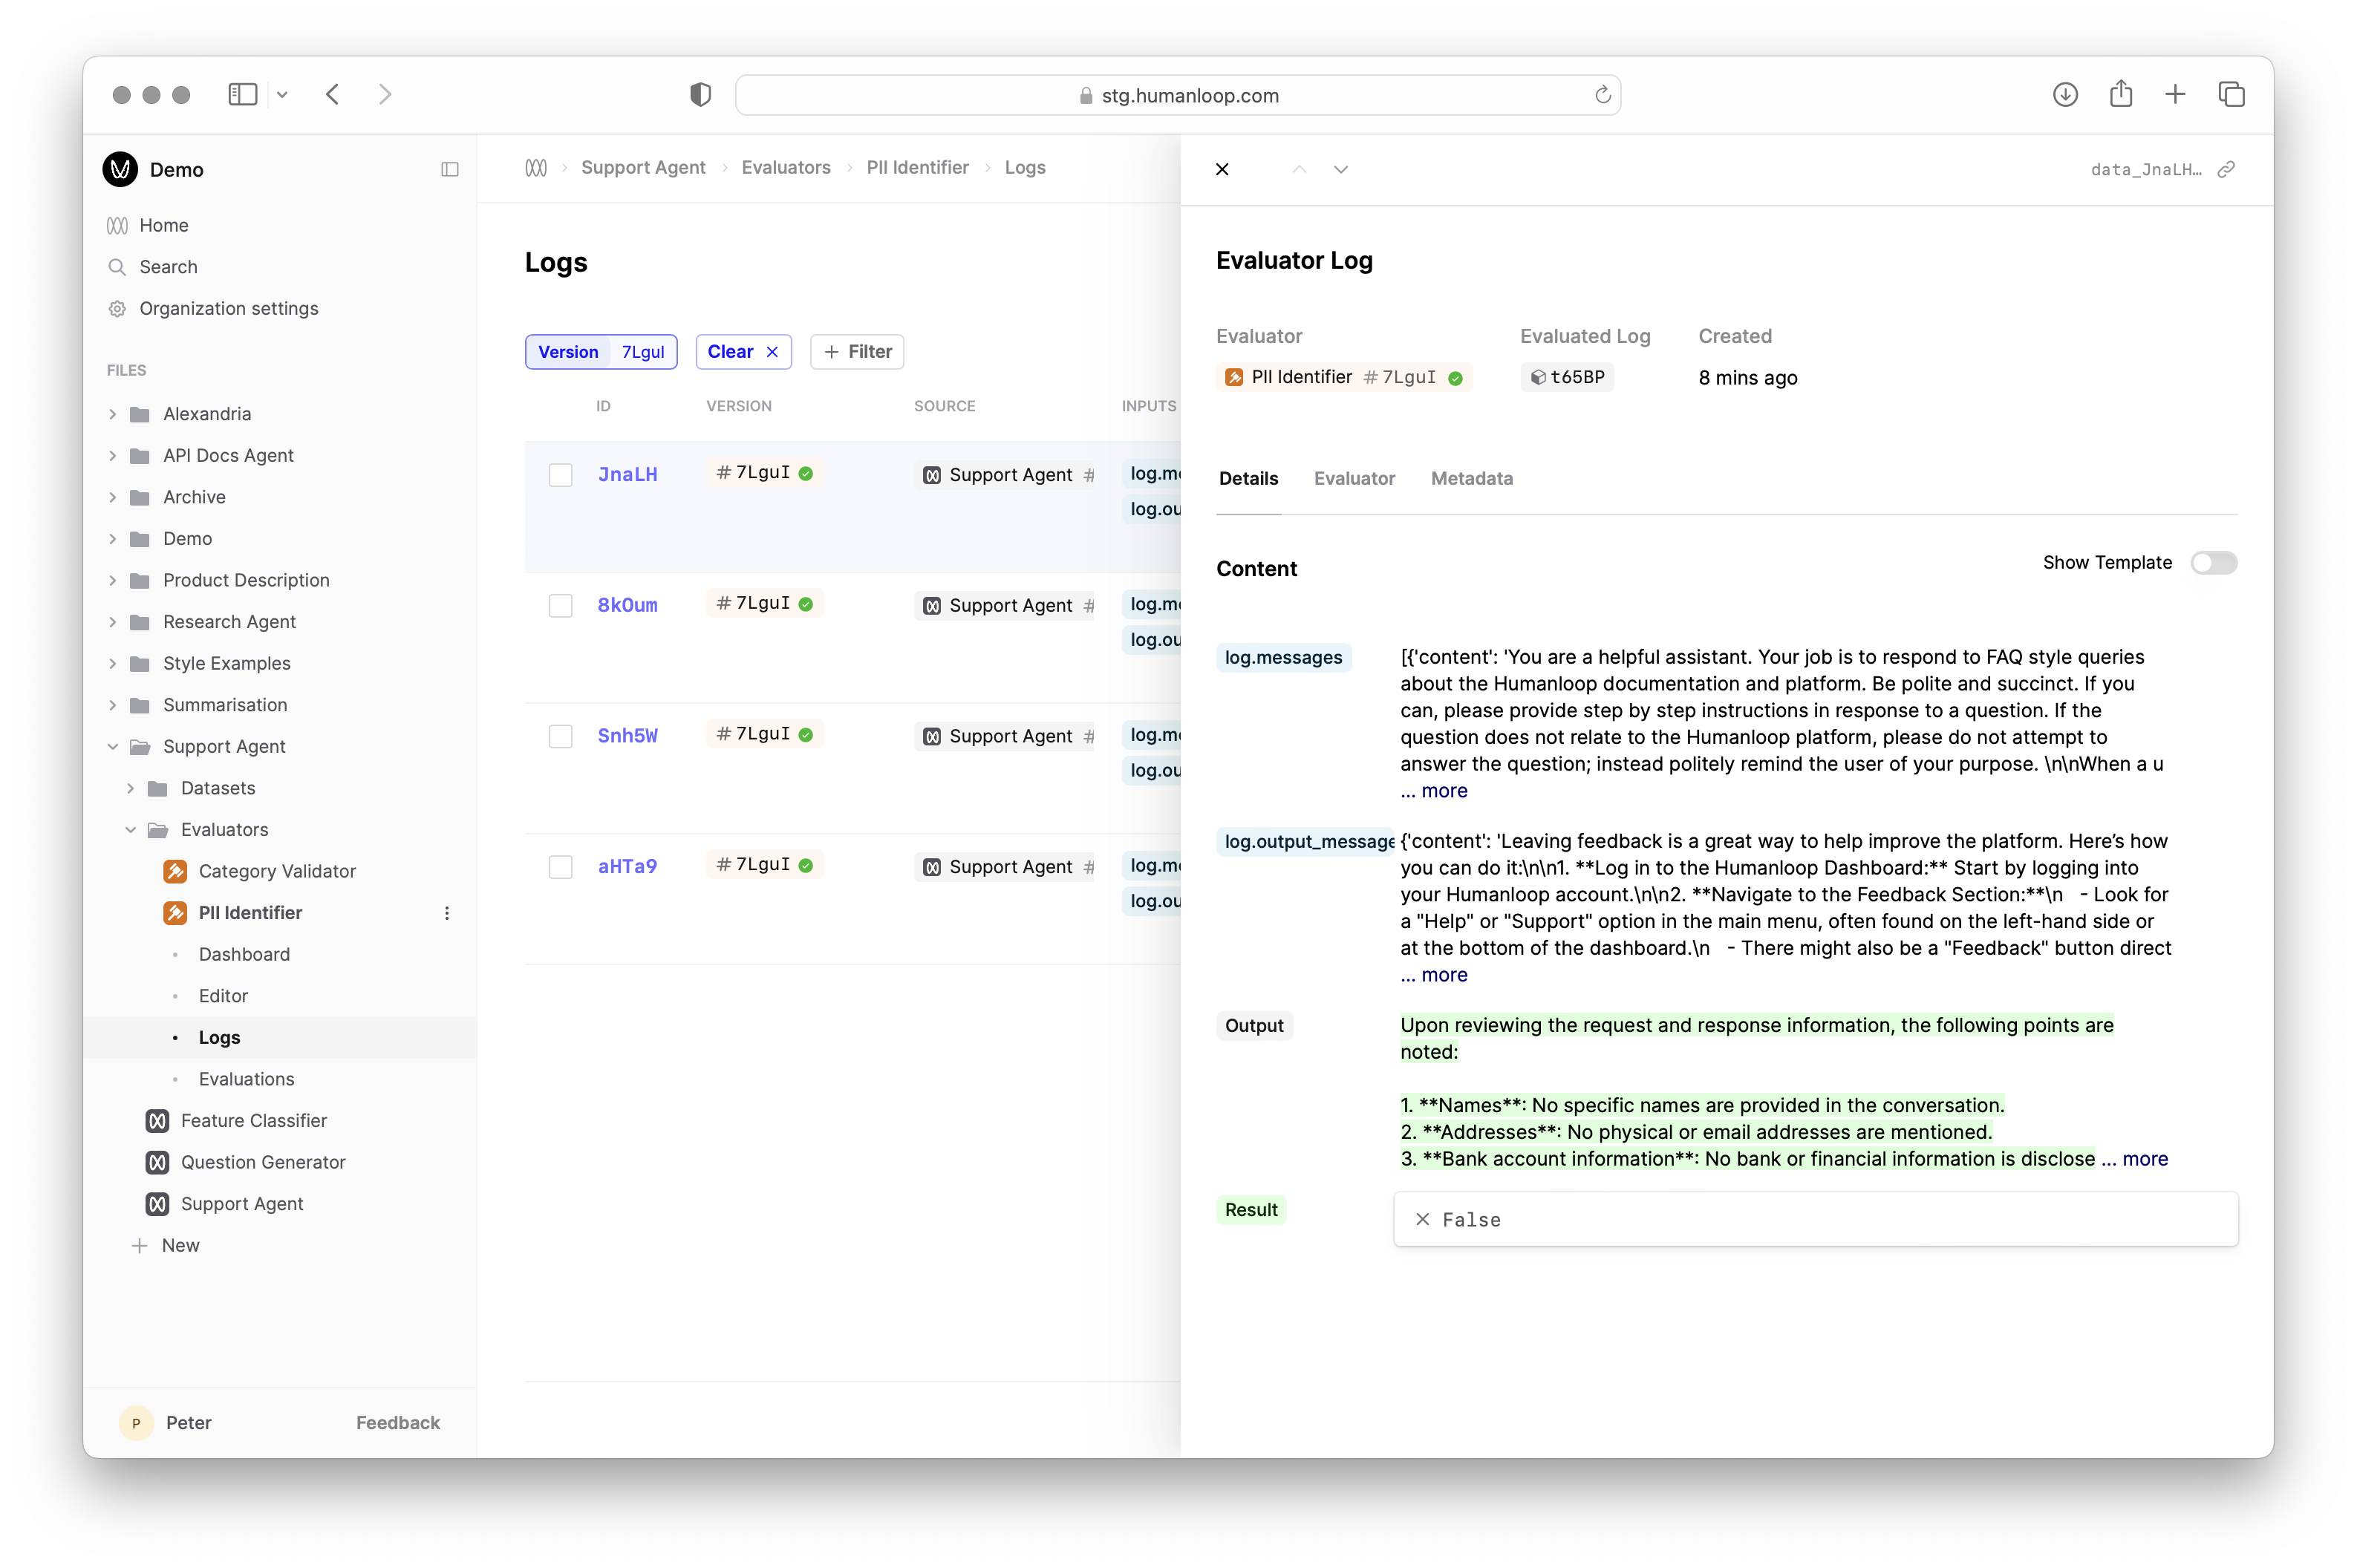 stg.humanloop.com
Demo
Home
Search
Organization settings
FILES
Alexandria
API Docs Agent
Archive
Demo
Product Description
Research Agent
Style Examples
Summarisation
Support Agent
Datasets
Evaluators
Category Validator
PII Identifier
Dashboard
Editor
Logs
Evaluations
Feature Classifier
Question Generator
Support Agent
New
P Peter Feedback
Support Agent > Evaluators > PII Identifier > Logs
Logs
Version 7LguI Clear × + Filter
ID VERSION SOURCE INPUTS
JnaLH #7LguI Support Agent # log.me
log.ou
8kOum #7LguI Support Agent # log.me
log.ou
Snh5W #7LguI Support Agent # log.me
log.ou
aHTa9 #7LguI Support Agent # log.me
log.ou
data_JnaLH…
Evaluator Log
Evaluator Evaluated Log Created
PII Identifier #7LguI t65BP 8 mins ago
Details Evaluator Metadata
Content Show Template
log.messages [{'content': 'You are a helpful assistant. Your job is to respond to FAQ style queries
about the Humanloop documentation and platform. Be polite and succinct. If you
can, please provide step by step instructions in response to a question. If the
question does not relate to the Humanloop platform, please do not attempt to
answer the question; instead politely remind the user of your purpose. \n\nWhen a u
... more
log.output_message {'content': 'Leaving feedback is a great way to help improve the platform. Here’s how
you can do it:\n\n1. **Log in to the Humanloop Dashboard:** Start by logging into
your Humanloop account.\n\n2. **Navigate to the Feedback Section:**\n - Look for
a "Help" or "Support" option in the main menu, often found on the left-hand side or
at the bottom of the dashboard.\n - There might also be a "Feedback" button direct
... more
Output Upon reviewing the request and response information, the following points are
noted:
1. **Names**: No specific names are provided in the conversation.
2. **Addresses**: No physical or email addresses are mentioned.
3. **Bank account information**: No bank or financial information is disclose ... more
Result × False